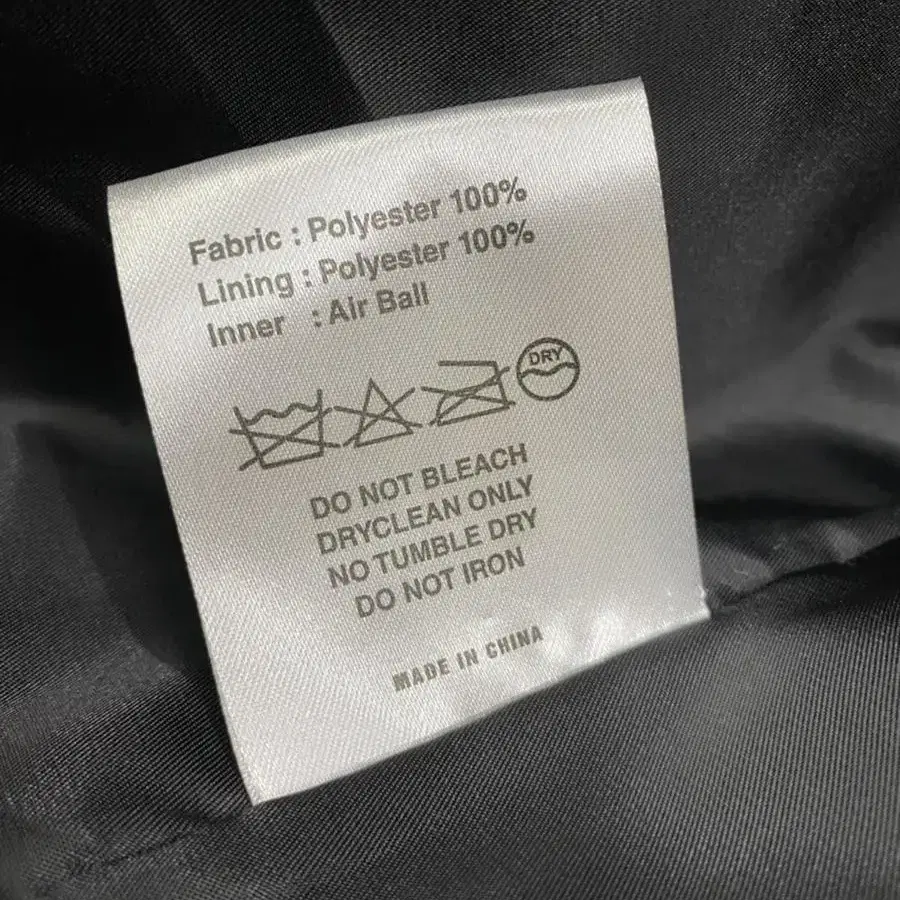 Fabric : Polyester 100%
Lining : Polyester 100%
Inner : Air Ball
DRY
DO NOT BLEACH
DRYCLEAN ONLY
NO TUMBLE DRY
DO NOT IRON
MADE IN CHINA